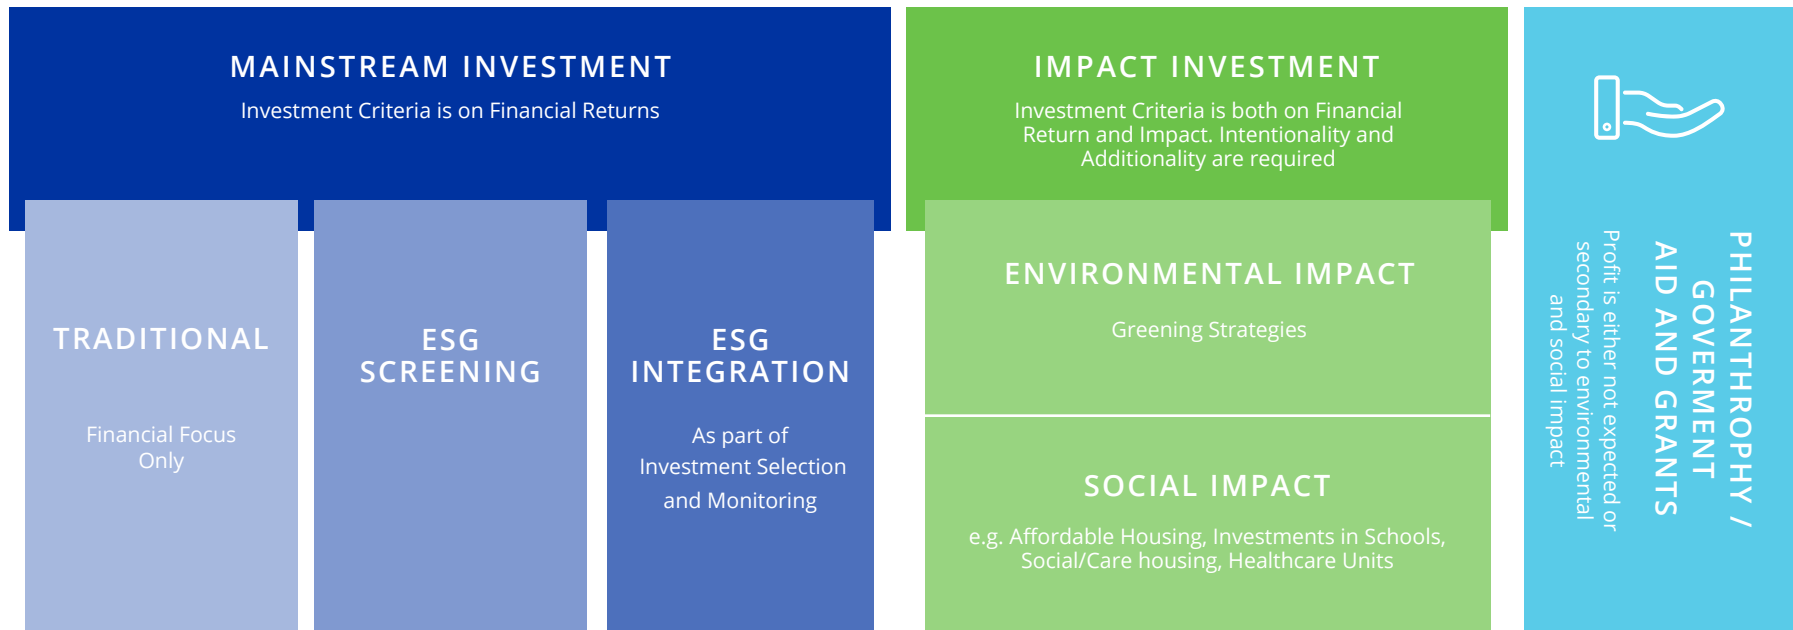 MAINSTREAM INVESTMENT
Investment Criteria is on Financial Returns
TRADITIONAL
Financial Focus
Only
ESG
SCREENING
ESG
INTEGRATION
As part of
Investment Selection
and Monitoring
IMPACT INVESTMENT
Investment Criteria is both on Financial
Return and Impact. Intentionality and
Additionality are required
ENVIRONMENTAL IMPACT
Greening Strategies
SOCIAL IMPACT
e.g. Affordable Housing, Investments in Schools,
Social/Care housing, Healthcare Units
PHILANTHROPHY /
GOVERMENT
AID AND GRANTS
Profit is either not expected or
secondary to environmental
and social impact